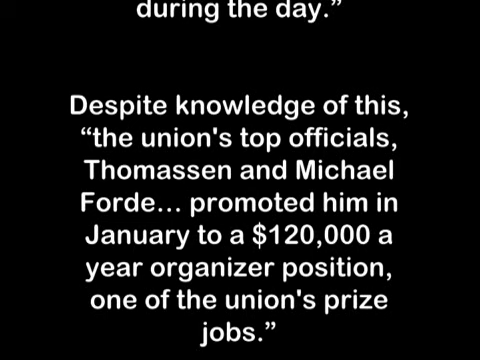 during the day.”
Despite knowledge of this,
“the union's top officials,
Thomassen and Michael
Forde... promoted him in
January to a $120,000 a
year organizer position,
one of the union's prize
jobs.”